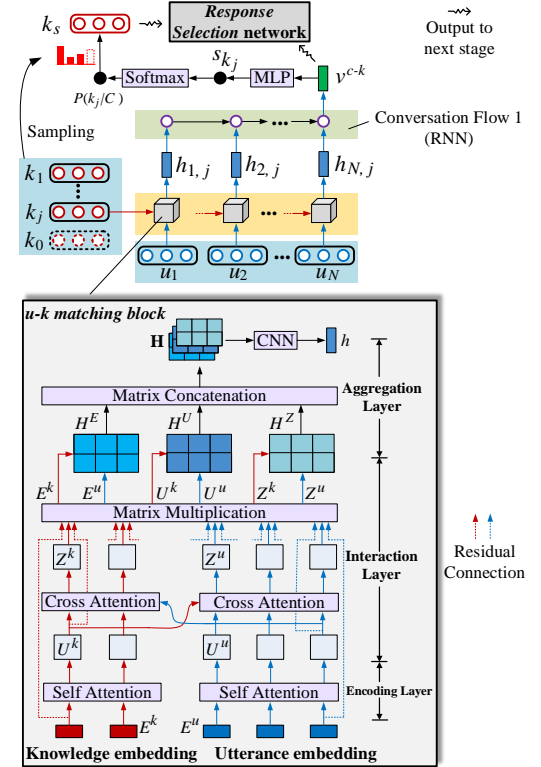 k_s
Response
Selection network
Output to
next stage
s_{k_j}
v^{c-k}
Softmax
MLP
P(k_j/C)
Sampling
Conversation Flow 1
(RNN)
h_{1, j}
h_{2, j}
h_{N, j}
k_1
k_j
k_0
u_1
u_2
u_N
u-k matching block
H
CNN
h
Matrix Concatenation
Aggregation
Layer
H^E
H^U
H^Z
E^k
E^u
U^k
U^u
Z^k
Z^u
Matrix Multiplication
Z^k
Z^u
Interaction
Layer
Residual
Connection
Cross Attention
Cross Attention
U^k
U^u
Self Attention
Self Attention
Encoding Layer
E^k
E^u
Knowledge embedding
Utterance embedding